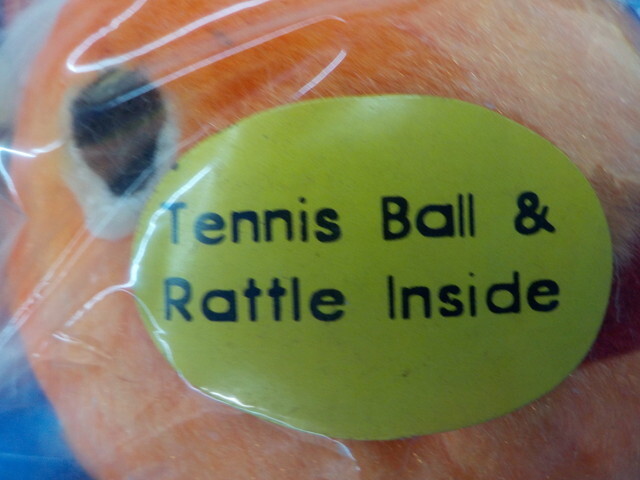 Tennis Ball &
Rattle Inside